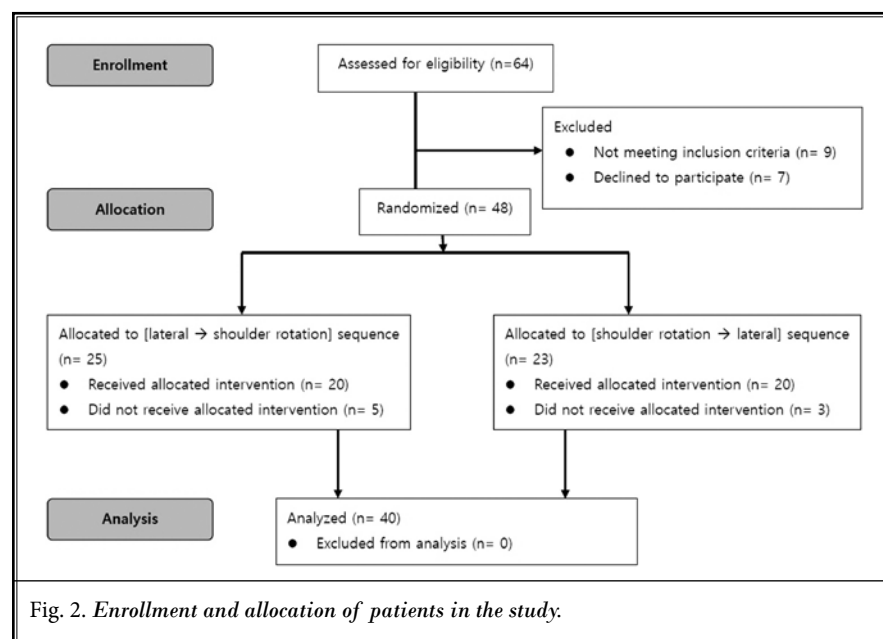 Enrollment
Assessed for eligibility (n=64)
Excluded
● Not meeting inclusion criteria (n= 9)
● Declined to participate (n= 7)
Allocation
Randomized (n= 48)
Allocated to [lateral → shoulder rotation] sequence
(n= 25)
● Received allocated intervention (n= 20)
● Did not receive allocated intervention (n= 5)
Allocated to [shoulder rotation → lateral] sequence
(n= 23)
● Received allocated intervention (n= 20)
● Did not receive allocated intervention (n= 3)
Analysis
Analyzed (n= 40)
● Excluded from analysis (n= 0)
Fig. 2. Enrollment and allocation of patients in the study.